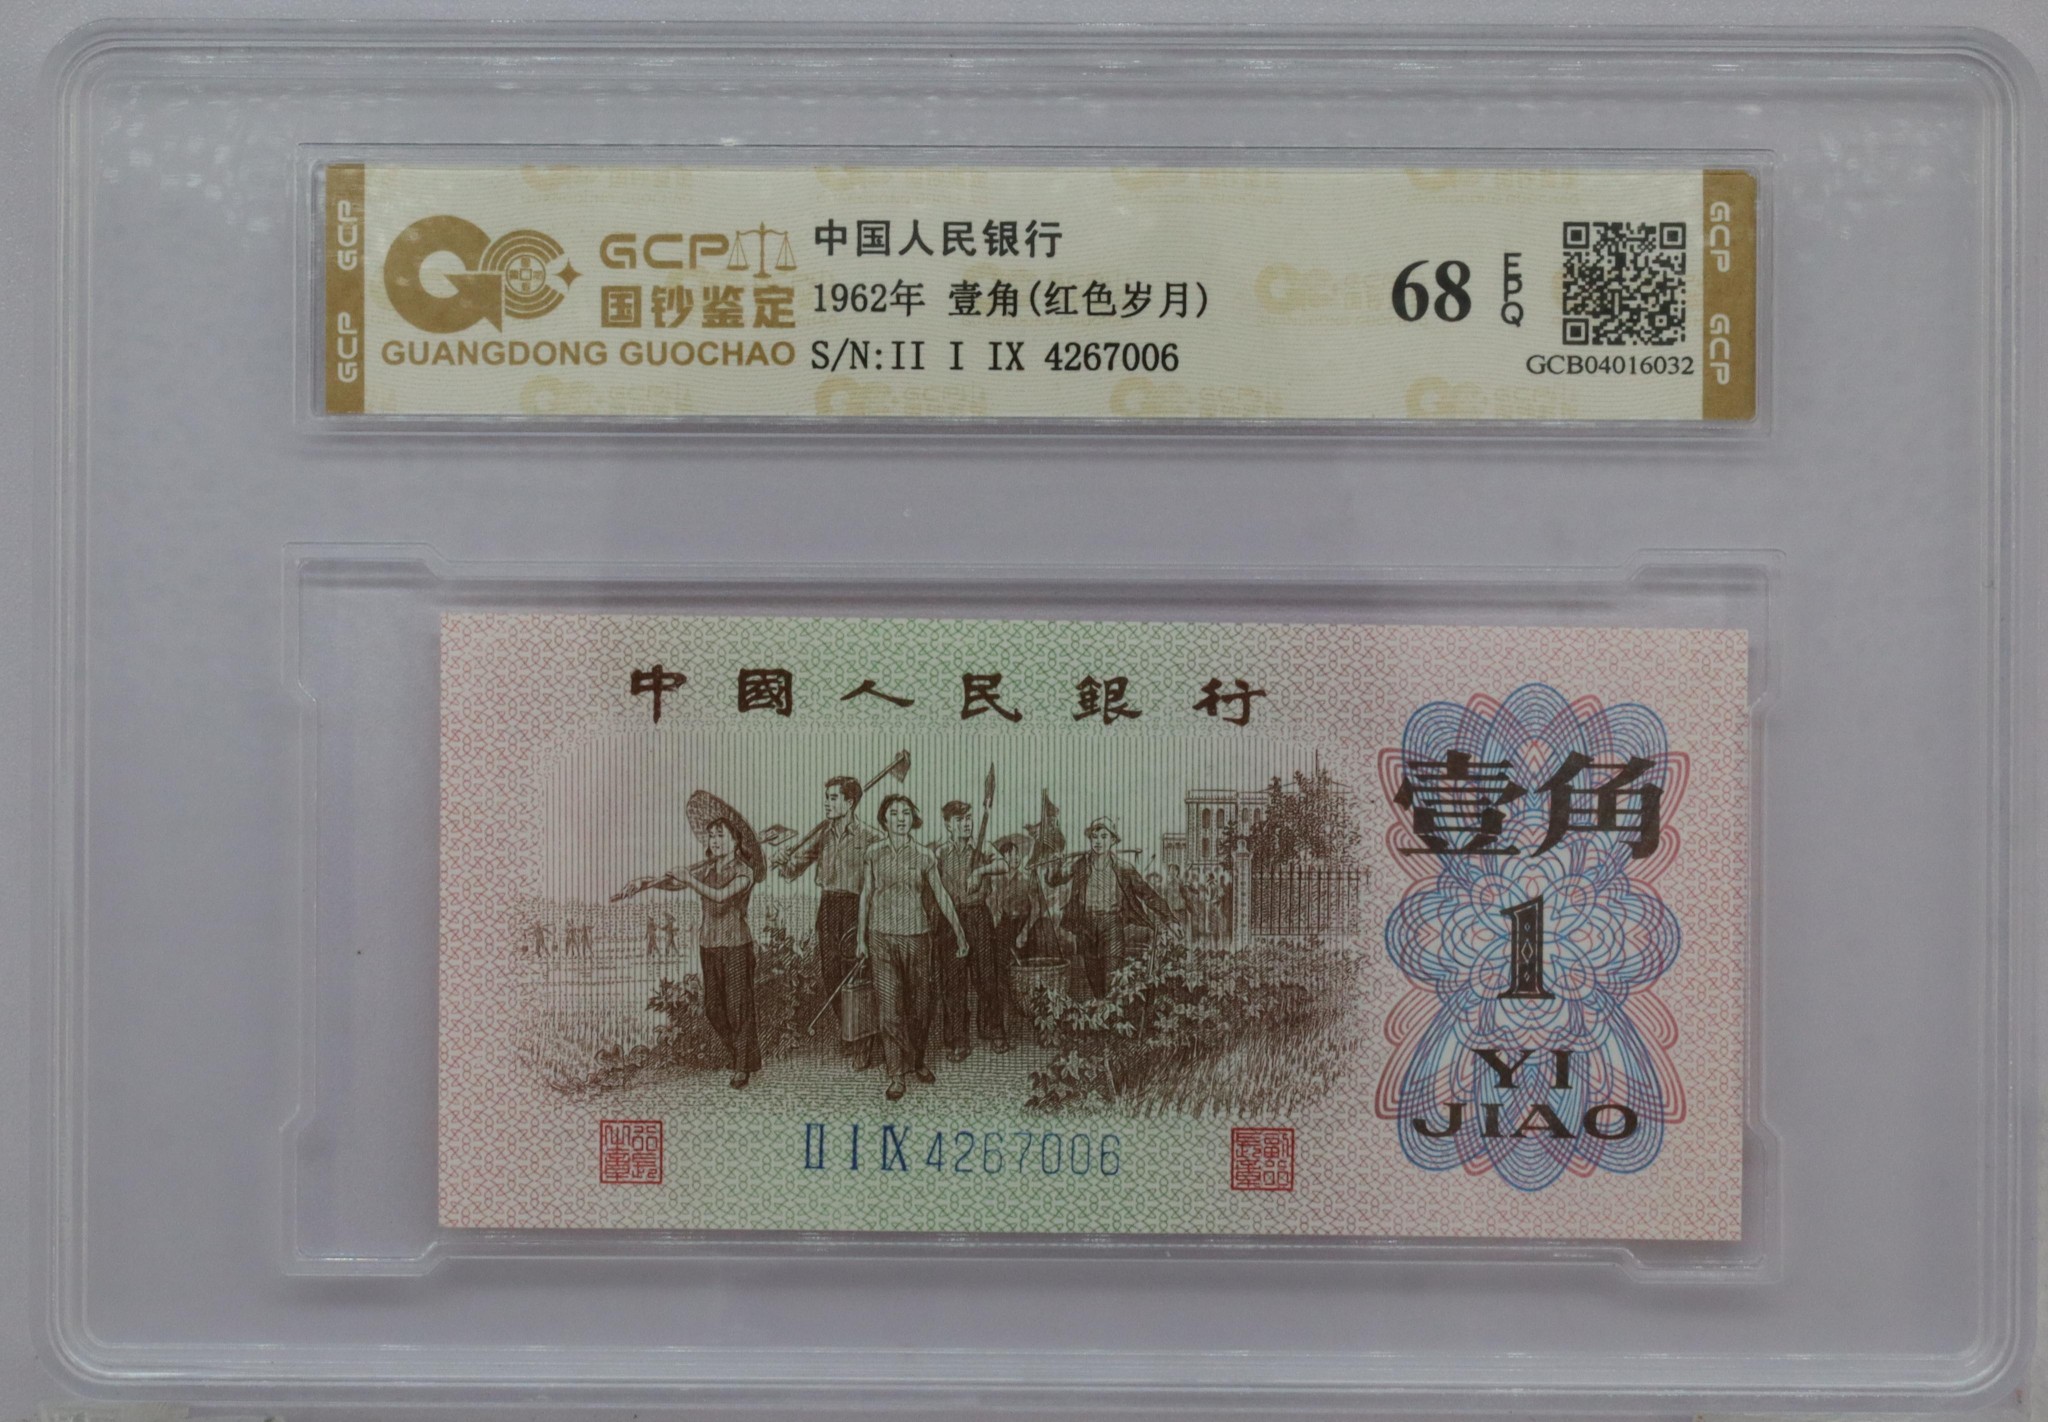 GCP
国钞鉴定
GUANGDONG GUOCHAO
中国人民银行
1962年 壹角(红色岁月)
S/N:II I IX 4267006
68 EPQ
GCB04016032
GCP GCP
GCP GCP
中國人民銀行
壹角
1
YI
JIAO
II I IX 4267006